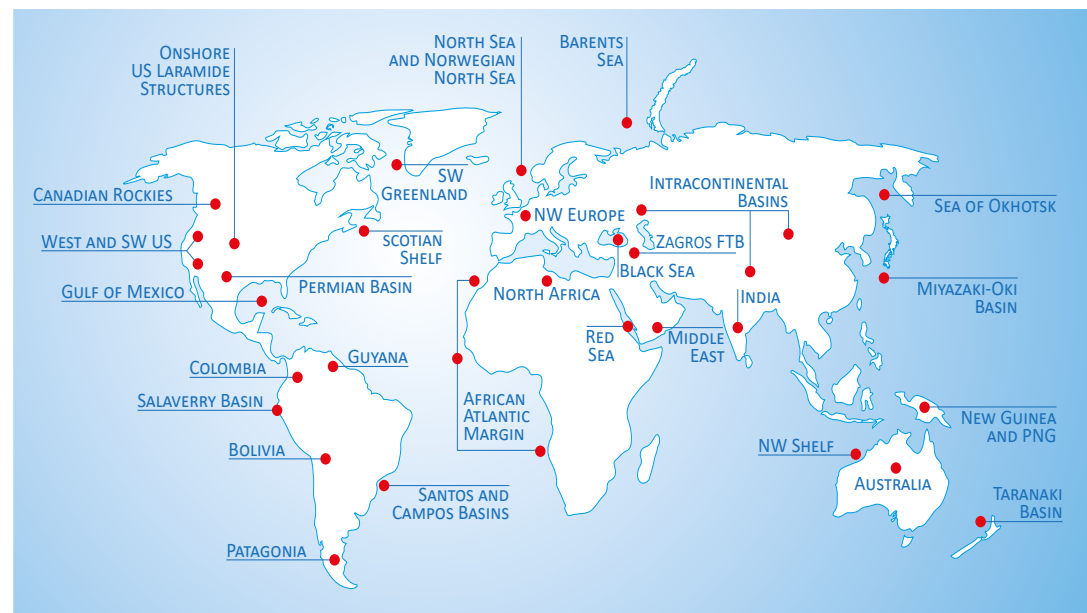 Onshore
US Laramide
Structures
North Sea
and Norwegian
North Sea
Barents
Sea
SW
Greenland
Canadian Rockies
Intracontinental
Basins
Sea of Okhotsk
NW Europe
West and SW US
Scotian
Shelf
Zagros FTB
Black Sea
Permian Basin
Gulf of Mexico
North Africa
India
Miyazaki-Oki
Basin
Red
Sea
Middle
East
Guyana
Colombia
Salaverry Basin
African
Atlantic
Margin
New Guinea
and PNG
Bolivia
NW Shelf
Australia
Santos and
Campos Basins
Taranaki
Basin
Patagonia